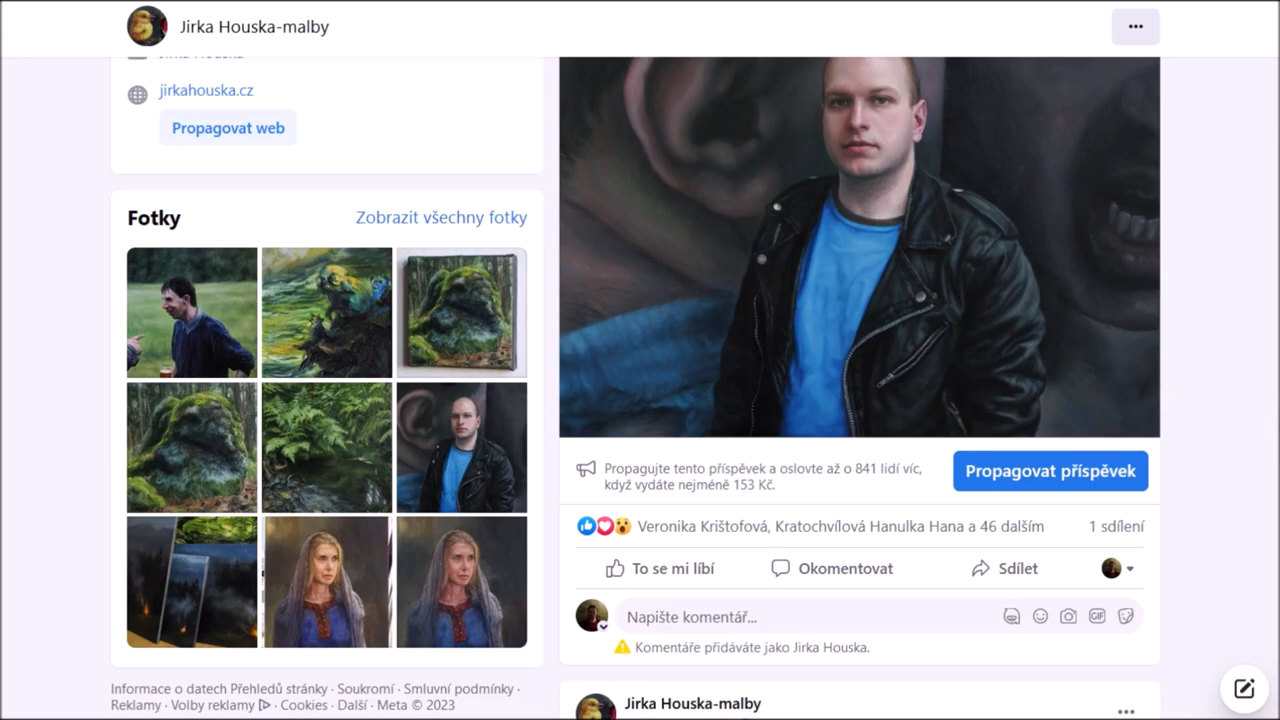 Jirka Houska-malby
jirkahouska.cz
Propagovat web
Fotky
Zobrazit všechny fotky
Informace o datech Přehledů stránky · Soukromí · Smluvní podmínky ·
Reklamy · Volby reklamy · Cookies · Další · Meta © 2023
Propagujte tento příspěvek a oslovte až o 841 lidí víc,
když vydáte nejméně 153 Kč.
Propagovat příspěvek
Veronika Krištofová, Kratochvílová Hanulka Hana a 46 dalším
1 sdílení
To se mi líbí
Okomentovat
Sdílet
Napište komentář...
GIF
Komentáře přidáváte jako Jirka Houska.
Jirka Houska-malby